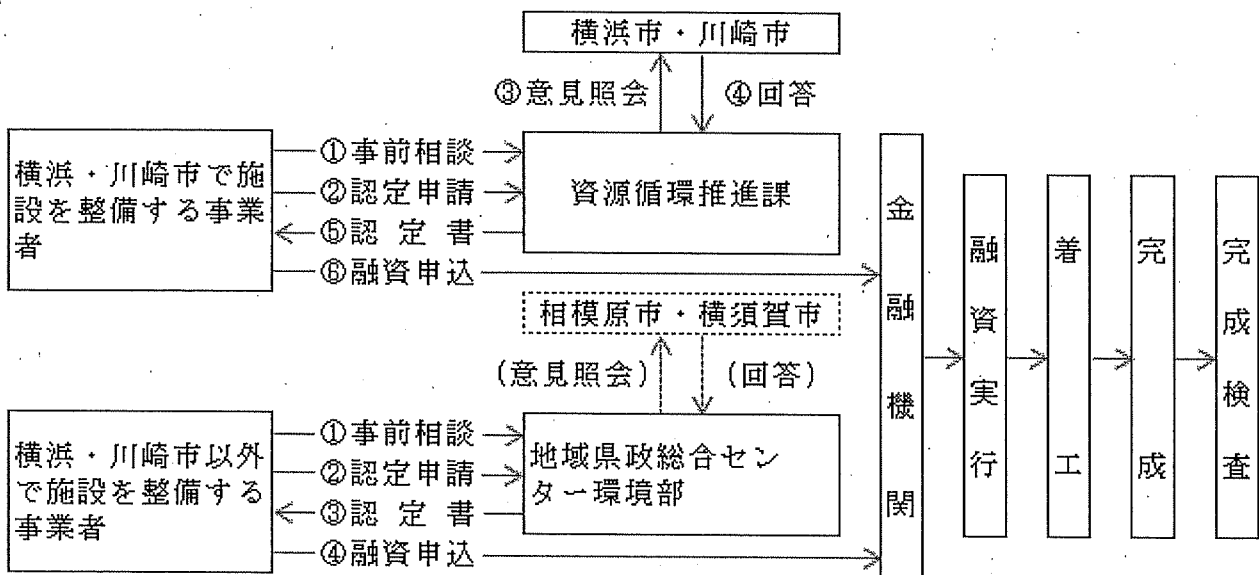 横浜市・川崎市
③意見照会
④回答
横浜・川崎市で施
設を整備する事業
者
①事前相談
②認定申請
⑤認定書
⑥融資申込
資源循環推進課
相模原市・横須賀市
(意見照会)
(回答)
横浜・川崎市以外
で施設を整備する
事業者
①事前相談
②認定申請
③認定書
④融資申込
地域県政総合セン
ター環境部
金融機関
融資実行
着工
完成
完成検査